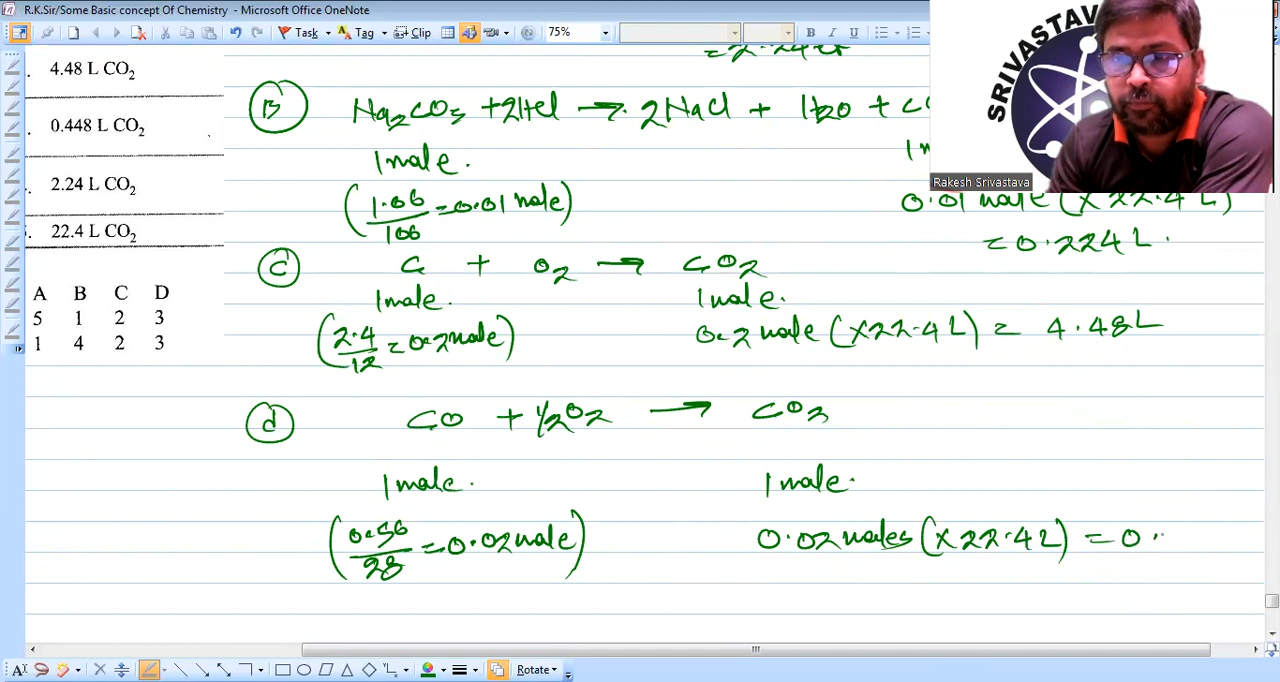 R.K.Sir/Some Basic concept Of Chemistry - Microsoft Office OneNote
Task Tag Clip 75% B I U
4.48 L CO2
0.448 L CO2
2.24 L CO2
22.4 L CO2
A B C D
5 1 2 3
1 4 2 3
SRIVASTAVA
Rakesh Srivastava
B Na2CO3 + 2HCl → 2NaCl + H2O +
1 mole.
(1.06/106 = 0.01 mole)
0.01 mole (×22.4 L)
= 0.224 L.
C C + O2 → CO2
1 mole. 1 mole.
(2.4/12 = 0.2 mole) 0.2 mole (×22.4 L) = 4.48 L
d CO + 1/2 O2 → CO2
1 mole. 1 mole.
(0.56/28 = 0.02 mole) 0.02 moles (×22.4 L) = 0.
Rotate